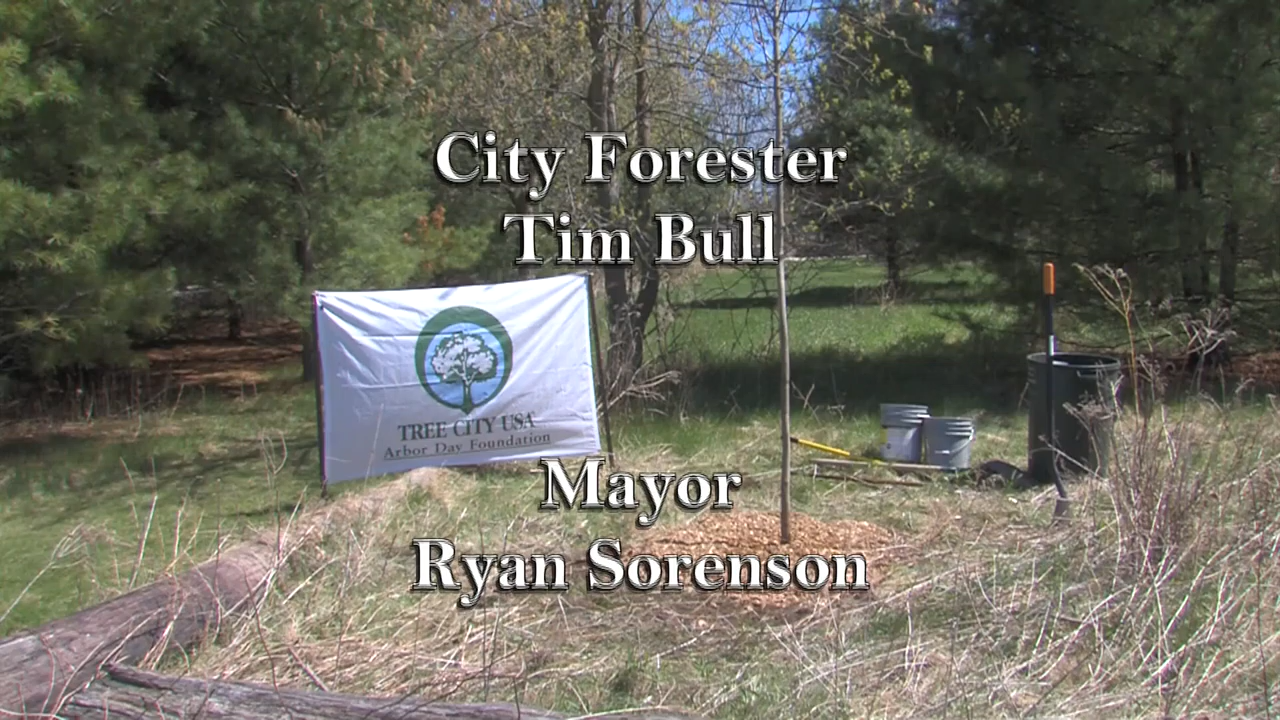 City Forester
Tim Bull
TREE CITY USA
Arbor Day Foundation
Mayor
Ryan Sorenson